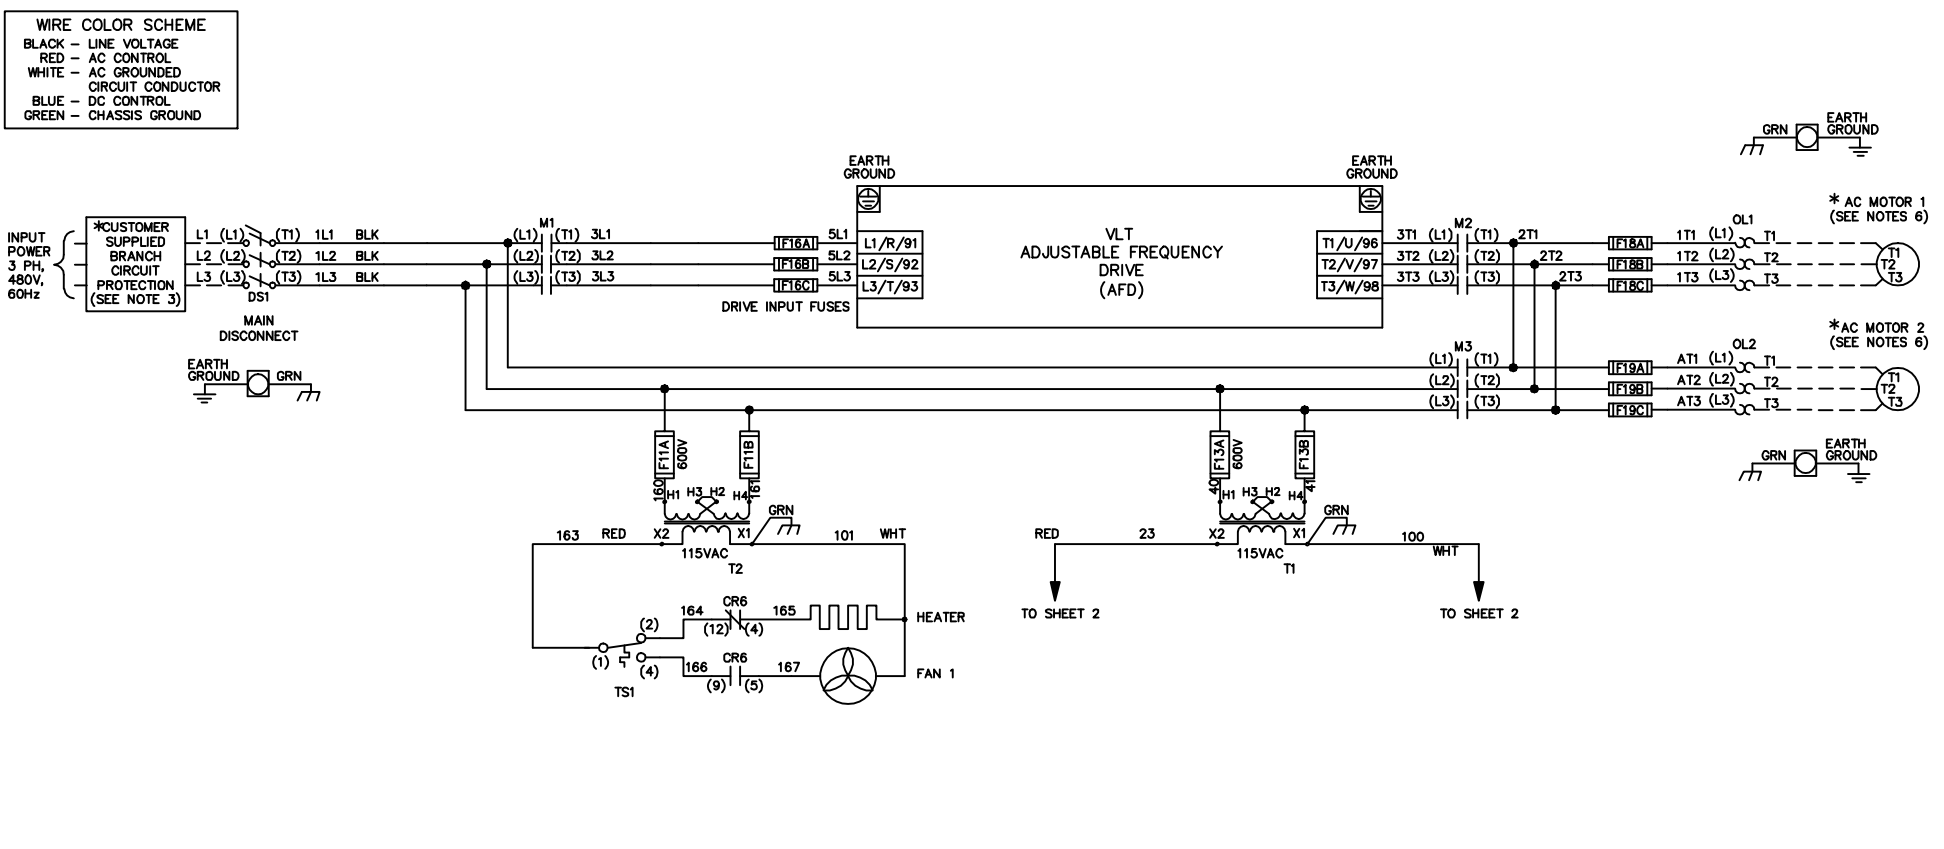 WIRE COLOR SCHEME
BLACK – LINE VOLTAGE
RED – AC CONTROL
WHITE – AC GROUNDED
CIRCUIT CONDUCTOR
BLUE – DC CONTROL
GREEN – CHASSIS GROUND
INPUT
POWER
3 PH,
480V,
60Hz
*CUSTOMER
SUPPLIED
BRANCH
CIRCUIT
PROTECTION
(SEE NOTE 3)
L1 (L1) (T1) 1L1 BLK
L2 (L2) (T2) 1L2 BLK
L3 (L3) (T3) 1L3 BLK
DS1
MAIN
DISCONNECT
EARTH
GROUND GRN
M1
(L1) (T1) 3L1
(L2) (T2) 3L2
(L3) (T3) 3L3
F16A 5L1
F16B 5L2
F16C 5L3
DRIVE INPUT FUSES
EARTH
GROUND
L1/R/91
L2/S/92
L3/T/93
VLT
ADJUSTABLE FREQUENCY
DRIVE
(AFD)
EARTH
GROUND
T1/U/96
T2/V/97
T3/W/98
M2
3T1 (L1) (T1) 2T1
3T2 (L2) (T2) 2T2
3T3 (L3) (T3) 2T3
OL1
F18A 1T1 (L1) T1
F18B 1T2 (L2) T2
F18C 1T3 (L3) T3
GRN EARTH
GROUND
* AC MOTOR 1
(SEE NOTES 6)
T1
T2
T3
M3
(L1) (T1)
(L2) (T2)
(L3) (T3)
OL2
F19A AT1 (L1) T1
F19B AT2 (L2) T2
F19C AT3 (L3) T3
*AC MOTOR 2
(SEE NOTES 6)
T1
T2
T3
GRN EARTH
GROUND
F11A 600V F11B
160 161
H1 H3 H2 H4
GRN
163 RED X2 X1 101 WHT
115VAC
T2
F13A 600V F13B
40 41
H1 H3 H2 H4
GRN
RED 23 X2 X1 100
WHT
115VAC
T1
TO SHEET 2
TO SHEET 2
CR6
164 165
(12) (4)
HEATER
(2)
(1)
(4)
TS1
CR6
166 167
(9) (5)
FAN 1